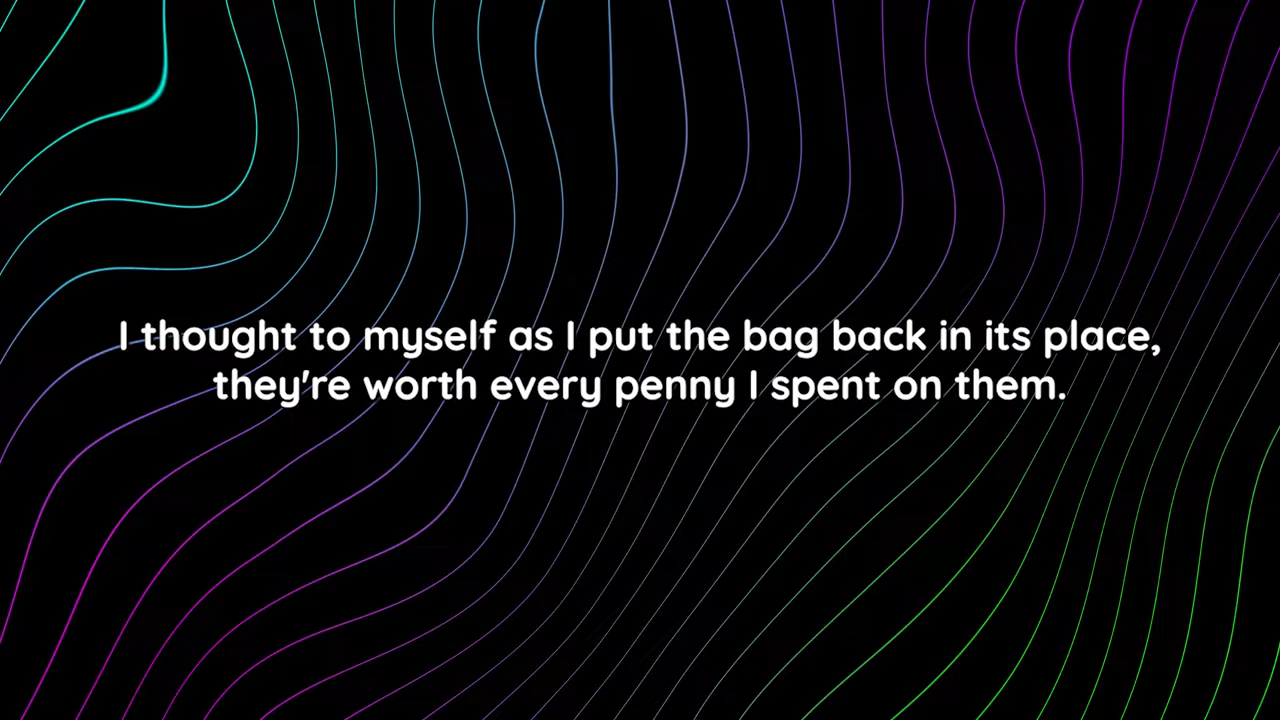 I thought to myself as I put the bag back in its place,
they're worth every penny I spent on them.